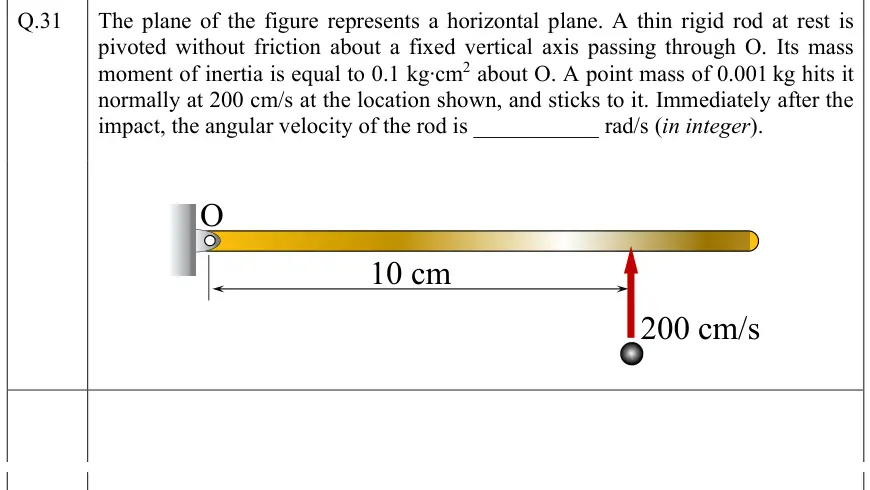 Q.31 The plane of the figure represents a horizontal plane. A thin rigid rod at rest is
pivoted without friction about a fixed vertical axis passing through O. Its mass
moment of inertia is equal to 0.1 kg·cm² about O. A point mass of 0.001 kg hits it
normally at 200 cm/s at the location shown, and sticks to it. Immediately after the
impact, the angular velocity of the rod is ___________ rad/s (in integer).
O
10 cm
200 cm/s